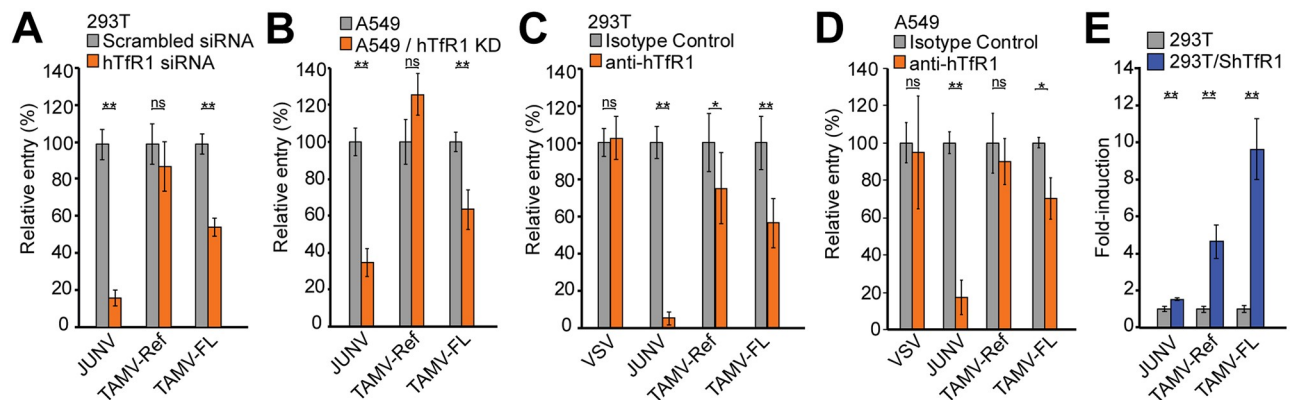 A
293T
Scrambled siRNA
hTfR1 siRNA
Relative entry (%)
140
120
100
80
60
40
20
0
**
ns
**
JUNV
TAMV-Ref
TAMV-FL
B
A549
A549 / hTfR1 KD
Relative entry (%)
140
120
100
80
60
40
20
0
**
ns
**
JUNV
TAMV-Ref
TAMV-FL
C
293T
Isotype Control
anti-hTfR1
Relative entry (%)
140
120
100
80
60
40
20
0
ns
**
*
**
VSV
JUNV
TAMV-Ref
TAMV-FL
D
A549
Isotype Control
anti-hTfR1
Relative entry (%)
140
120
100
80
60
40
20
0
ns
**
ns
*
VSV
JUNV
TAMV-Ref
TAMV-FL
E
293T
293T/ShTfR1
Fold-induction
14
12
10
8
6
4
2
0
**
**
**
JUNV
TAMV-Ref
TAMV-FL